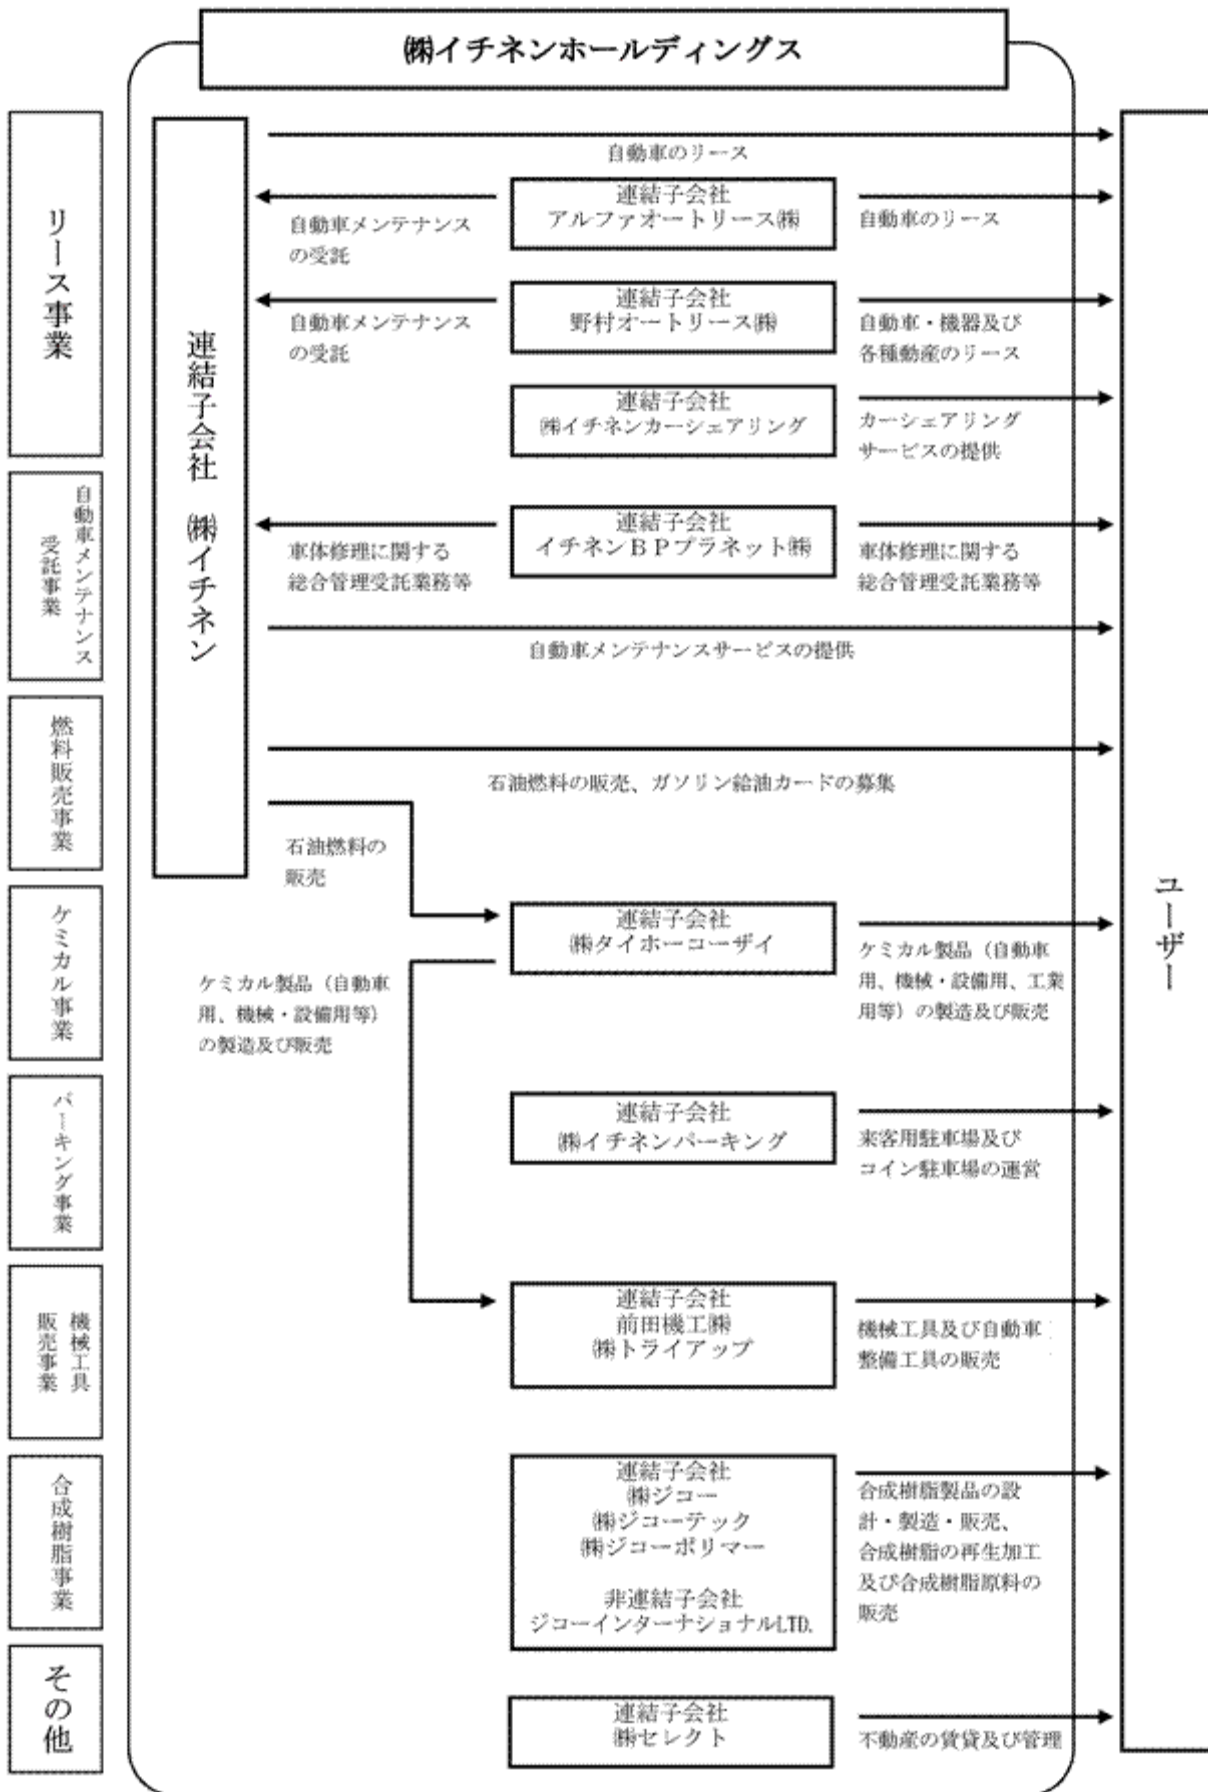 ㈱イチネンホールディングス
リース事業
連結子会社 ㈱イチネン
自動車のリース
連結子会社
アルファオートリース㈱
自動車メンテナンス
の受託
自動車のリース
連結子会社
野村オートリース㈱
自動車メンテナンス
の受託
自動車・機器及び
各種動産のリース
連結子会社
㈱イチネンカーシェアリング
カーシェアリング
サービスの提供
自動車メンテナンス
受託事業
連結子会社
イチネンBPプラネット㈱
車体修理に関する
総合管理受託業務等
車体修理に関する
総合管理受託業務等
自動車メンテナンスサービスの提供
燃料販売事業
石油燃料の販売、ガソリン給油カードの募集
石油燃料の
販売
ユーザー
ケミカル事業
連結子会社
㈱タイホーコーザイ
ケミカル製品（自動車
用、機械・設備用等）
の製造及び販売
ケミカル製品（自動車
用、機械・設備用、工業
用等）の製造及び販売
パーキング事業
連結子会社
㈱イチネンパーキング
来客用駐車場及び
コイン駐車場の運営
機械工具
販売事業
連結子会社
前田機工㈱
㈱トライアップ
機械工具及び自動車
整備工具の販売
合成樹脂事業
連結子会社
㈱ジコー
㈱ジコーテック
㈱ジコーポリマー
非連結子会社
ジコーインターナショナルLTD.
合成樹脂製品の設
計・製造・販売、
合成樹脂の再生加工
及び合成樹脂原料の
販売
その他
連結子会社
㈱セレクト
不動産の賃貸及び管理